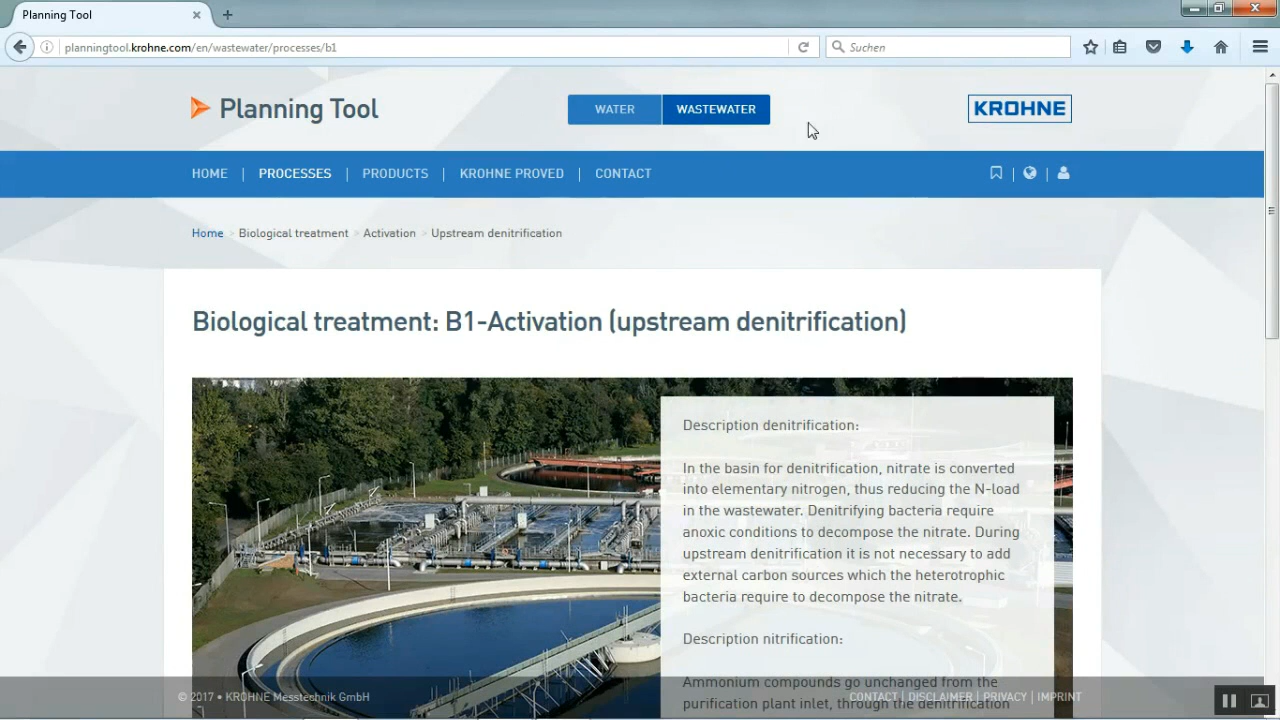 Planning Tool
planningtool.krohne.com/en/wastewater/processes/b1
Suchen
Planning Tool
WATER
WASTEWATER
KROHNE
HOME | PROCESSES | PRODUCTS | KROHNE PROVED | CONTACT
Home > Biological treatment > Activation > Upstream denitrification
Biological treatment: B1-Activation (upstream denitrification)
Description denitrification:
In the basin for denitrification, nitrate is converted
into elementary nitrogen, thus reducing the N-load
in the wastewater. Denitrifying bacteria require
anoxic conditions to decompose the nitrate. During
upstream denitrification it is not necessary to add
external carbon sources which the heterotrophic
bacteria require to decompose the nitrate.
Description nitrification:
Ammonium compounds go unchanged from the
purification plant inlet, through the denitrification
© 2017 • KROHNE Messtechnik GmbH
CONTACT | DISCLAIMER | PRIVACY | IMPRINT